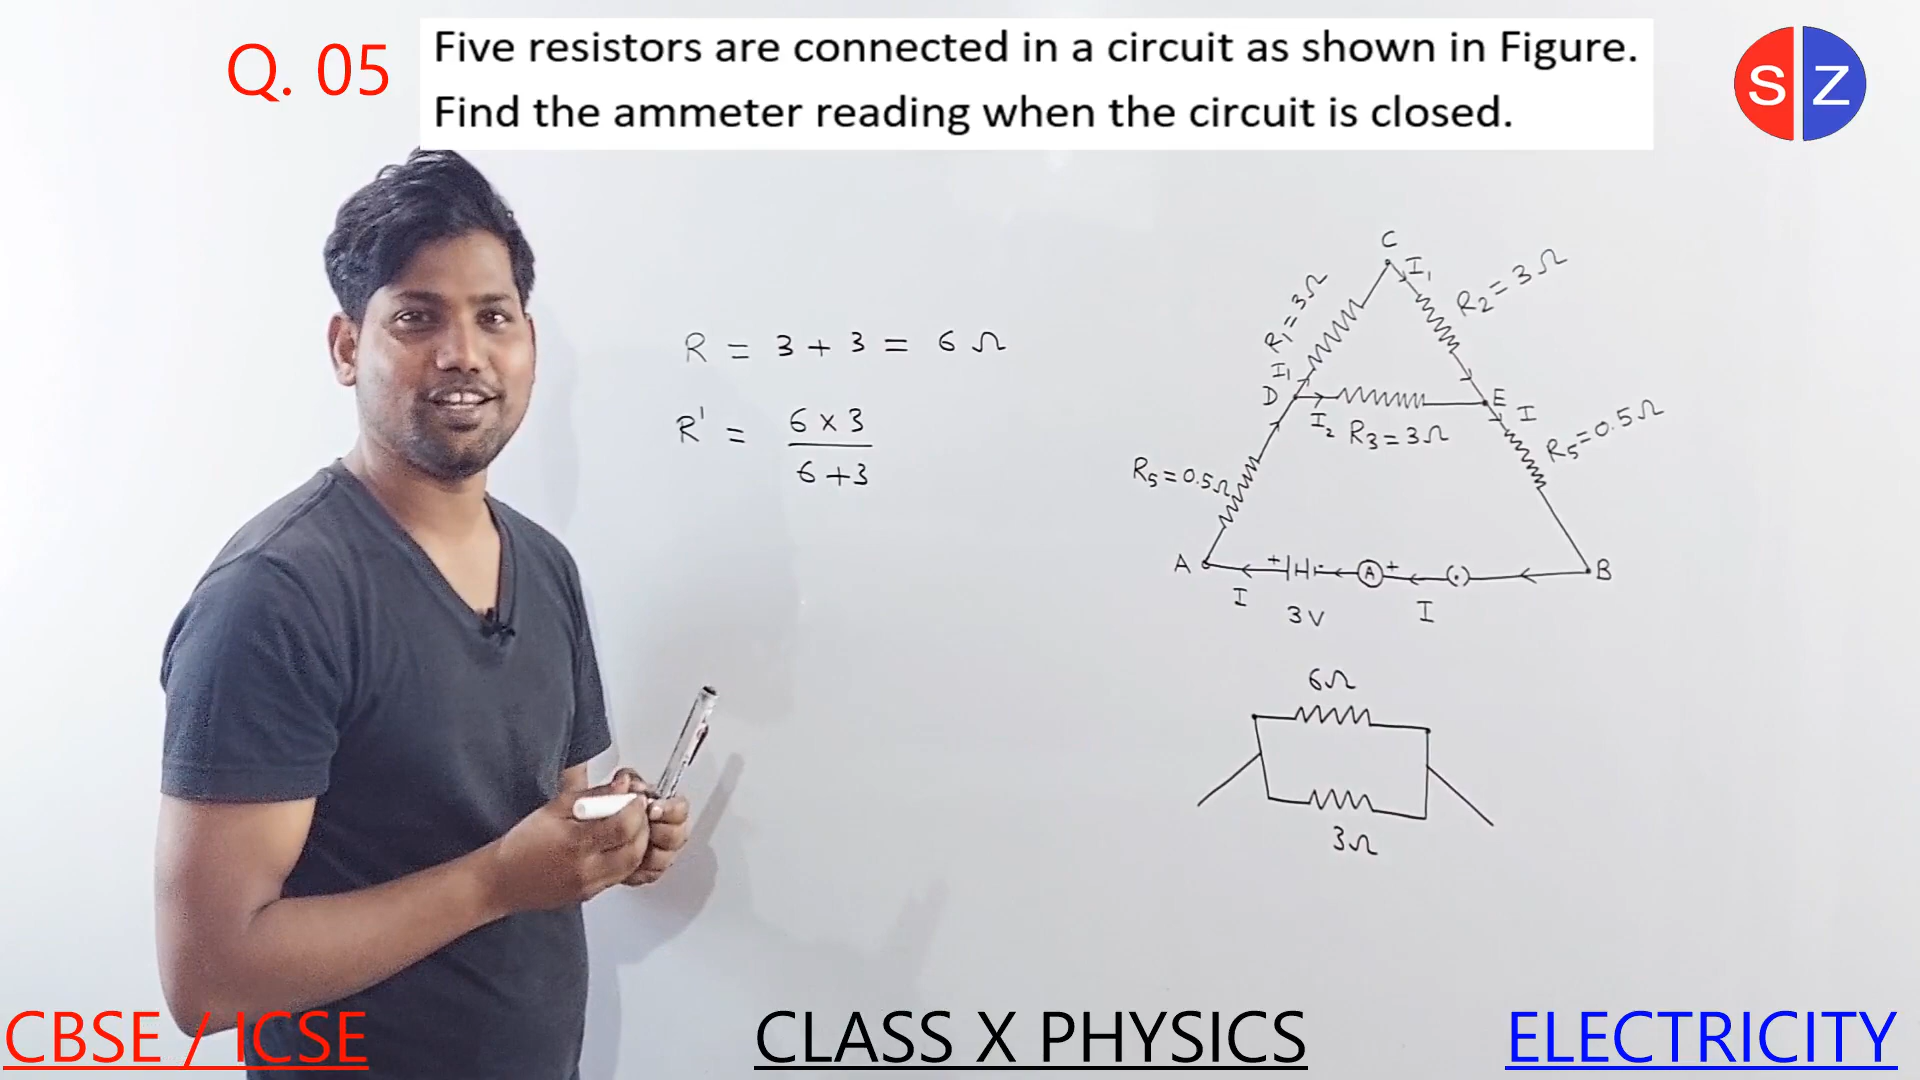 Q. 05
Five resistors are connected in a circuit as shown in Figure.
Find the ammeter reading when the circuit is closed.
S Z
R = 3 + 3 = 6 Ω
R' = 6 × 3
6 + 3
C
I₁
R₁ = 3Ω
R₂ = 3Ω
I₁
D
E
I₂
R₃ = 3Ω
I
R₅ = 0.5Ω
R₅ = 0.5Ω
A
+
-
A
+
B
I
3V
I
6Ω
3Ω
CBSE / ICSE
CLASS X PHYSICS
ELECTRICITY